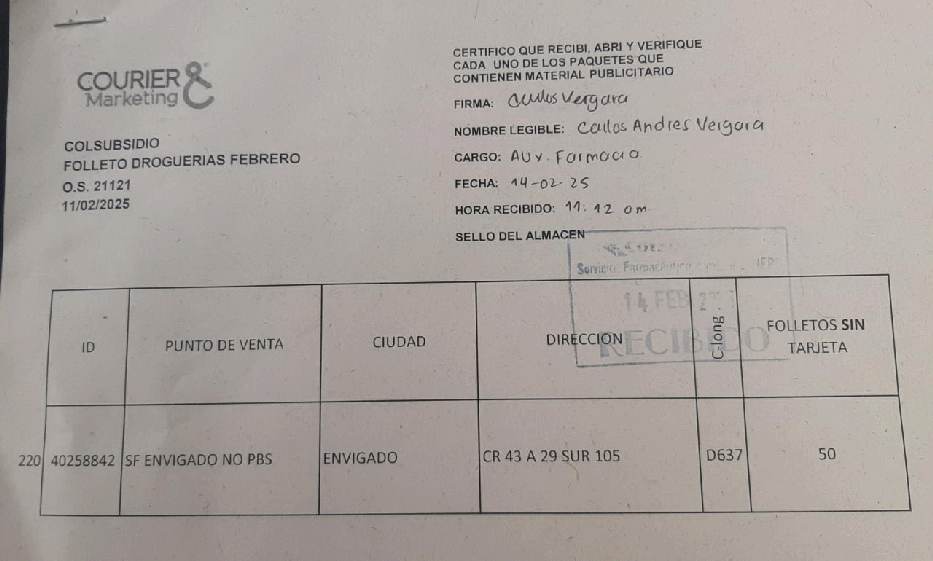 COURIER &
Marketing
COLSUBSIDIO
FOLLETO DROGUERIAS FEBRERO
O.S. 21121
11/02/2025
CERTIFICO QUE RECIBI, ABRI Y VERIFIQUE
CADA UNO DE LOS PAQUETES QUE
CONTIENEN MATERIAL PUBLICITARIO
FIRMA: Carlos Vergara
NOMBRE LEGIBLE: Carlos Andres Vergara
CARGO: Aux. Farmacia
FECHA: 14-02-25
HORA RECIBIDO: 11:12 am
SELLO DEL ALMACEN
14 FEB
RECIBIDO
ID PUNTO DE VENTA CIUDAD DIRECCION C.long FOLLETOS SIN
TARJETA
220 40258842 SF ENVIGADO NO PBS ENVIGADO CR 43 A 29 SUR 105 D637 50